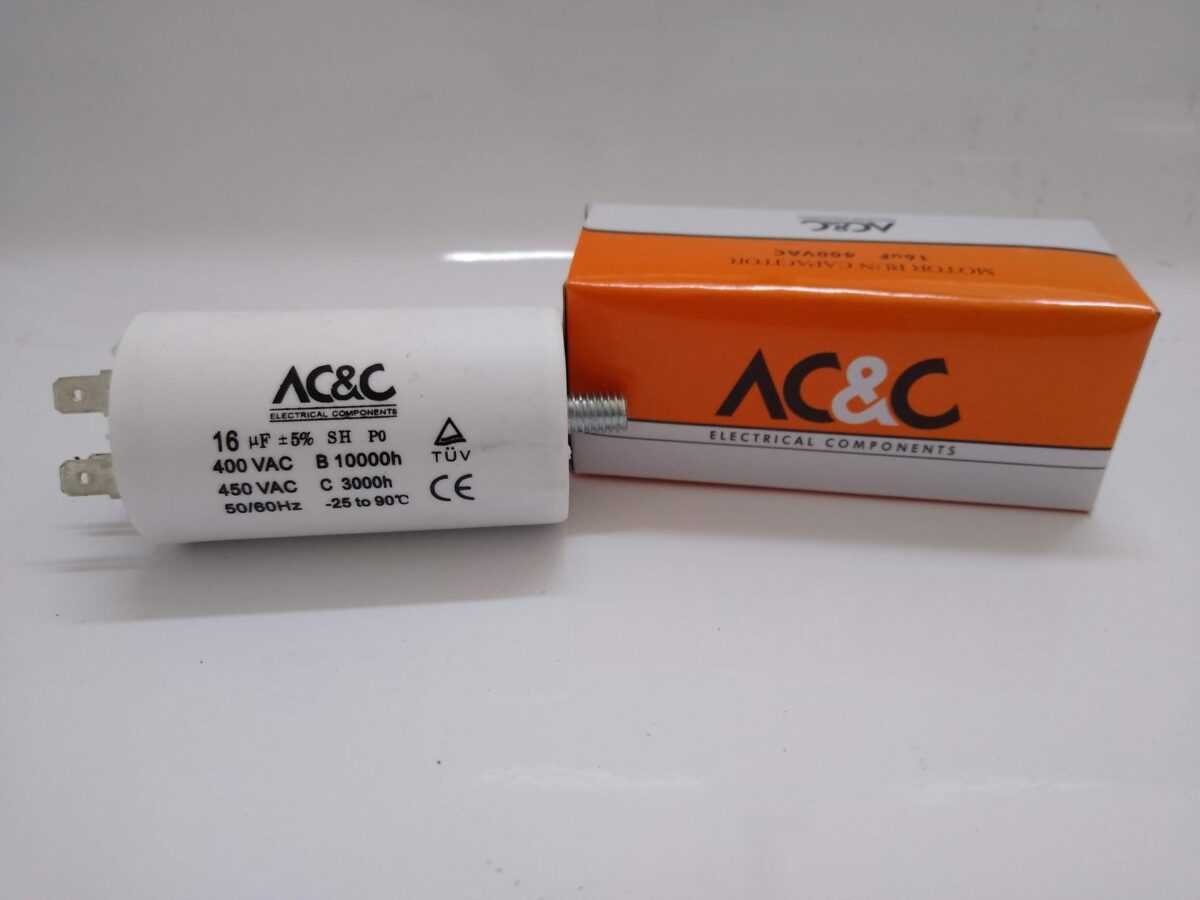 AC&C
ELECTRICAL COMPONENTS
16 µF ±5% SH P0
400 VAC B 10000h
450 VAC C 3000h
50/60Hz -25 to 90℃
TÜV
CE
AC&C
MOTOR RUN CAPACITOR
16uF 400VAC
AC&C
ELECTRICAL COMPONENTS